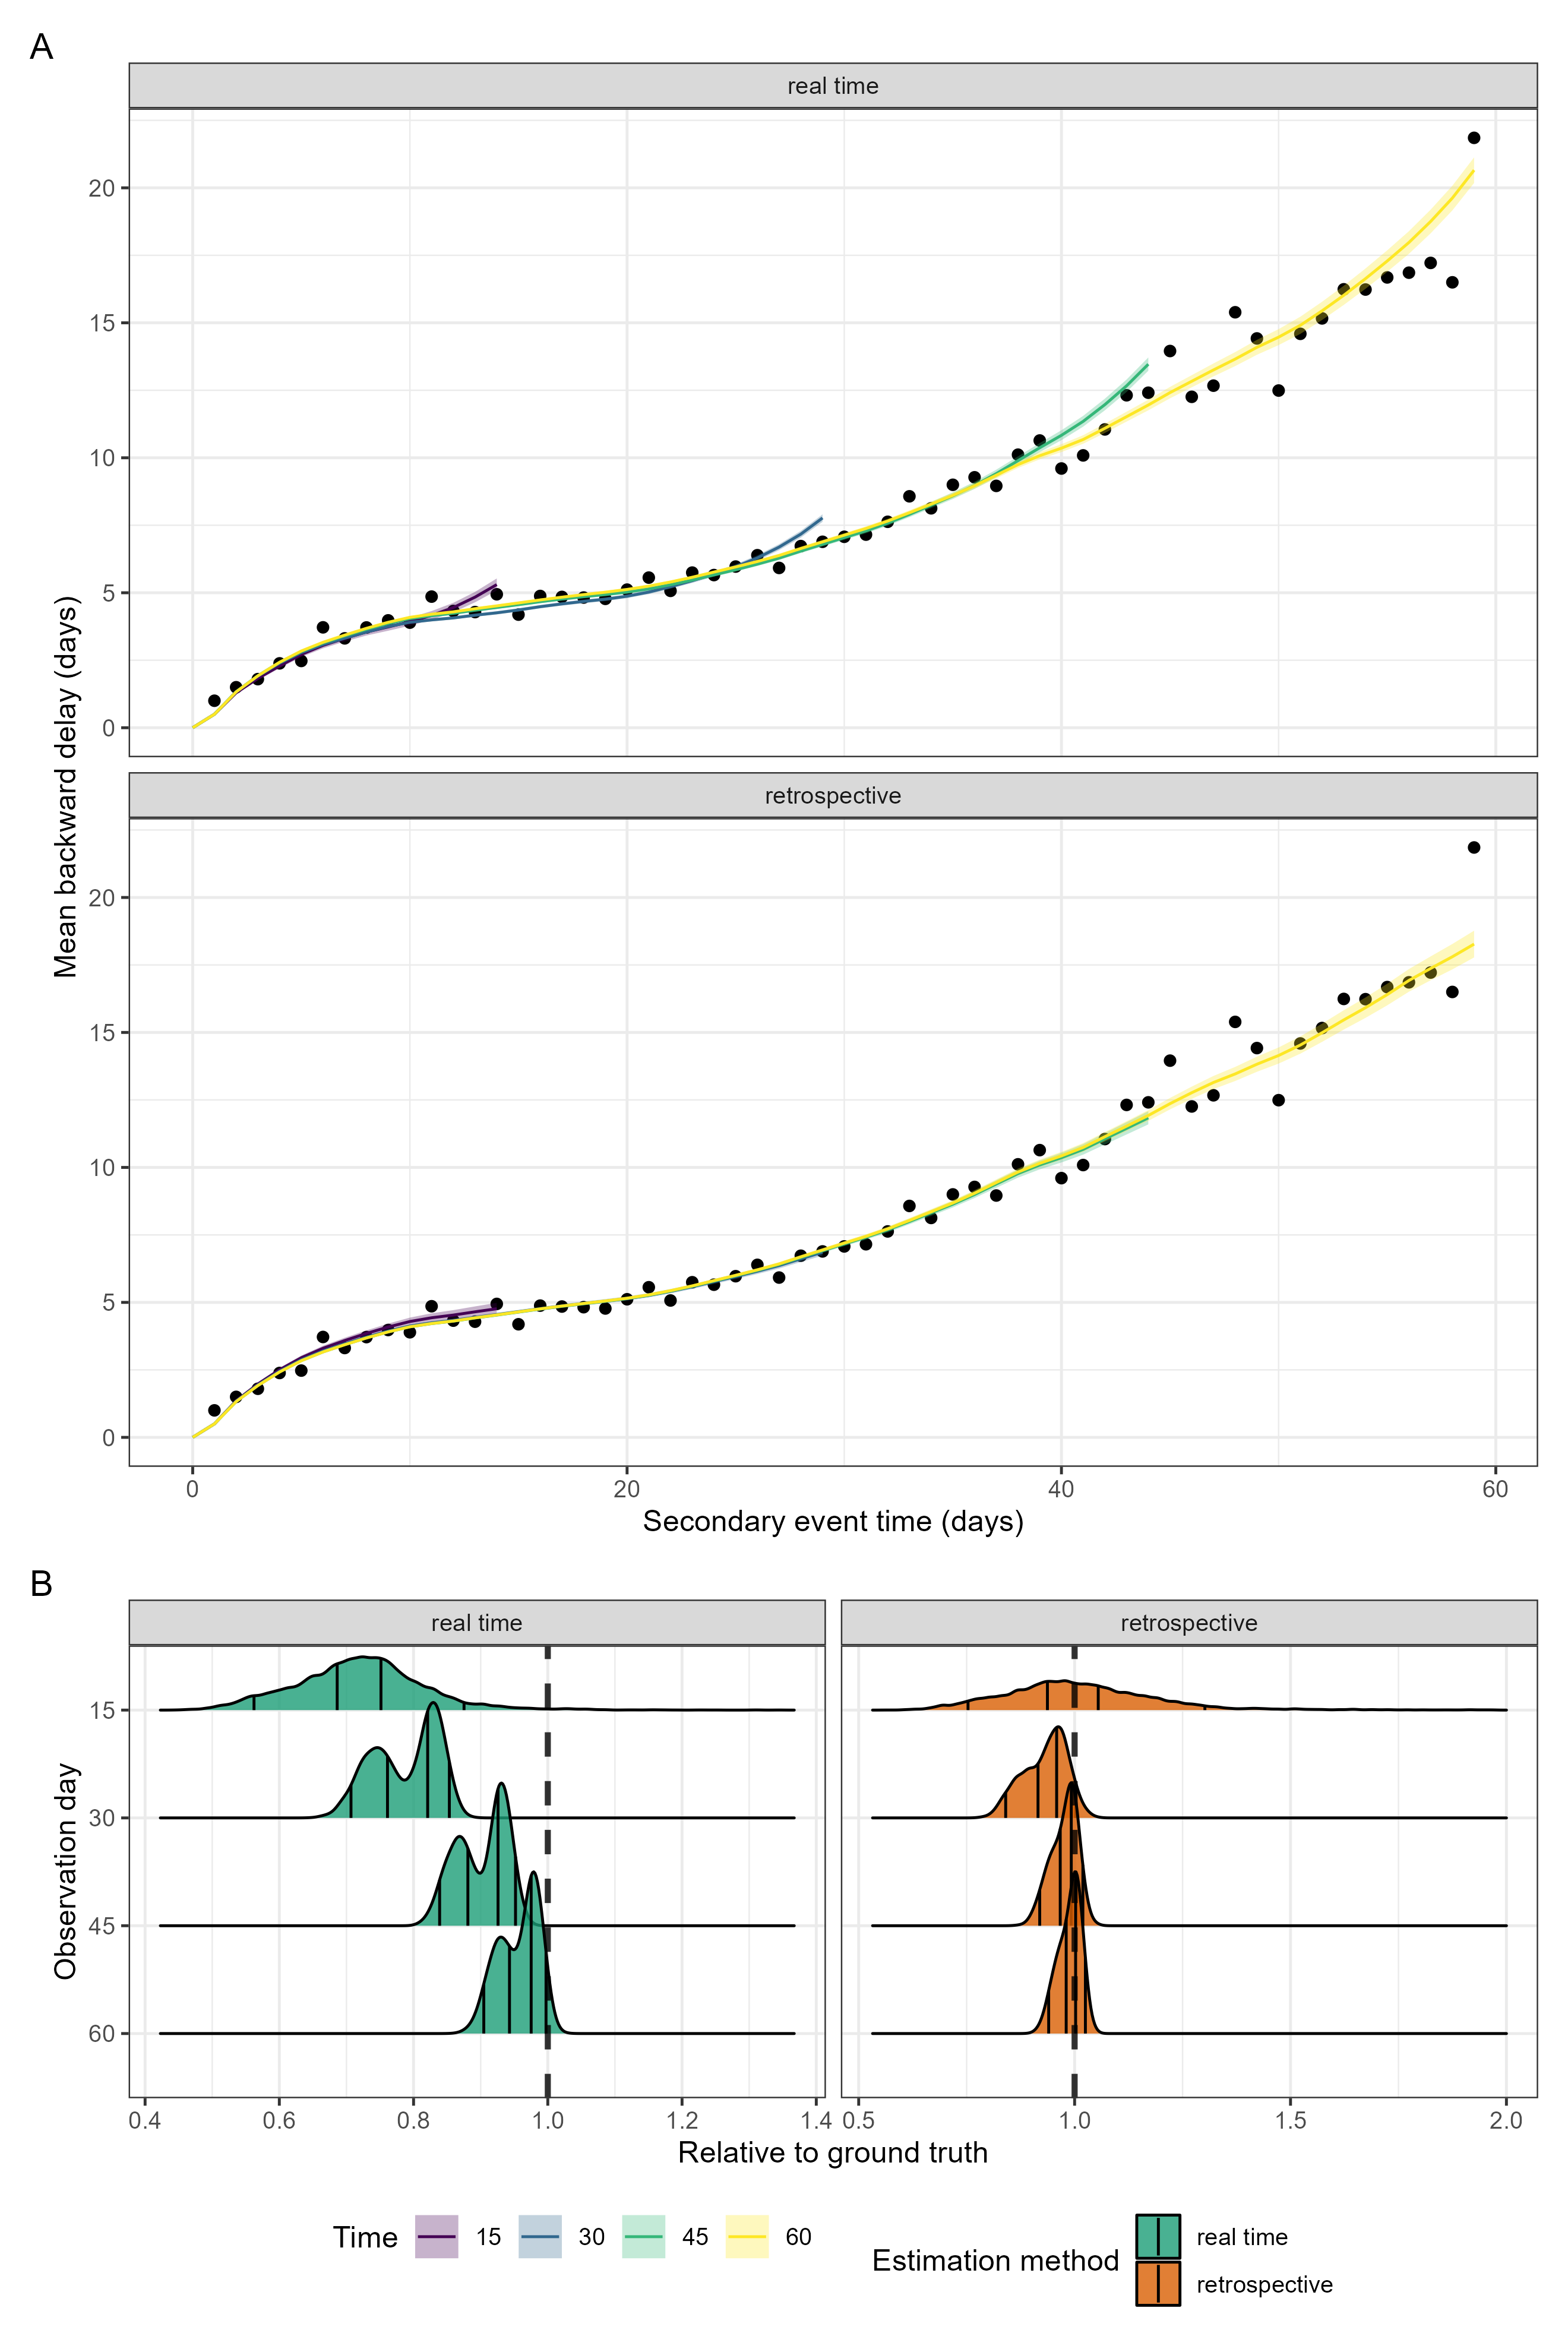 A
real time
20
15
10
5
0
Mean backward delay (days)
retrospective
20
15
10
5
0
0 20 40 60
Secondary event time (days)
B
real time retrospective
15
30
45
60
Observation day
0.4 0.6 0.8 1.0 1.2 1.4 0.5 1.0 1.5 2.0
Relative to ground truth
Time 15 30 45 60
Estimation method
real time
retrospective